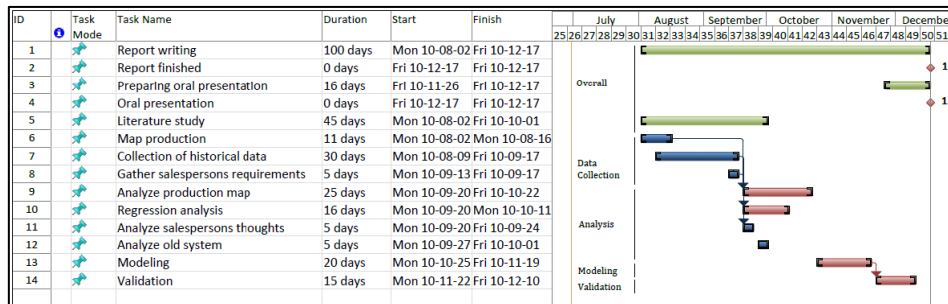 ID Task Mode Task Name Duration Start Finish July August September October November Decembe
25 26 27 28 29 30 31 32 33 34 35 36 37 38 39 40 41 42 43 44 45 46 47 48 49 50 51
1 Report writing 100 days Mon 10-08-02 Fri 10-12-17
2 Report finished 0 days Fri 10-12-17 Fri 10-12-17 1
3 Preparing oral presentation 16 days Fri 10-11-26 Fri 10-12-17 Overall
4 Oral presentation 0 days Fri 10-12-17 Fri 10-12-17 1
5 Literature study 45 days Mon 10-08-02 Fri 10-10-01
6 Map production 11 days Mon 10-08-02 Mon 10-08-16
7 Collection of historical data 30 days Mon 10-08-09 Fri 10-09-17 Data
8 Gather salespersons requirements 5 days Mon 10-09-13 Fri 10-09-17 Collection
9 Analyze production map 25 days Mon 10-09-20 Fri 10-10-22
10 Regression analysis 16 days Mon 10-09-20 Mon 10-10-11
11 Analyze salespersons thoughts 5 days Mon 10-09-20 Fri 10-09-24 Analysis
12 Analyze old system 5 days Mon 10-09-27 Fri 10-10-01
13 Modeling 20 days Mon 10-10-25 Fri 10-11-19 Modeling
14 Validation 15 days Mon 10-11-22 Fri 10-12-10 Validation